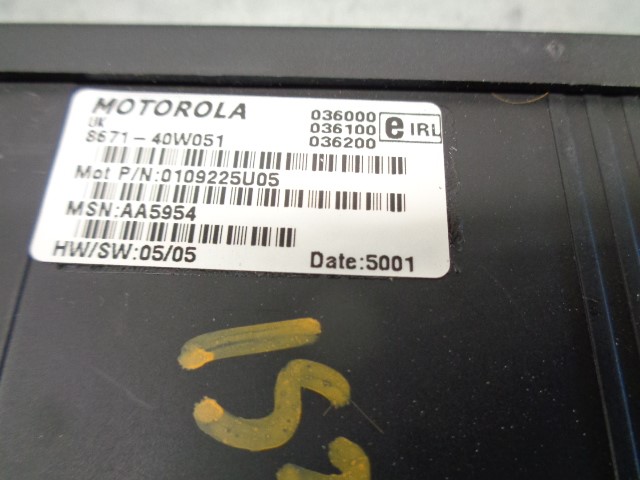 MOTOROLA
UK
8671-40W051
036000
036100
036200
e IRL
Mot P/N:0109225U05
MSN:AA5954
HW/SW:05/05
Date:5001